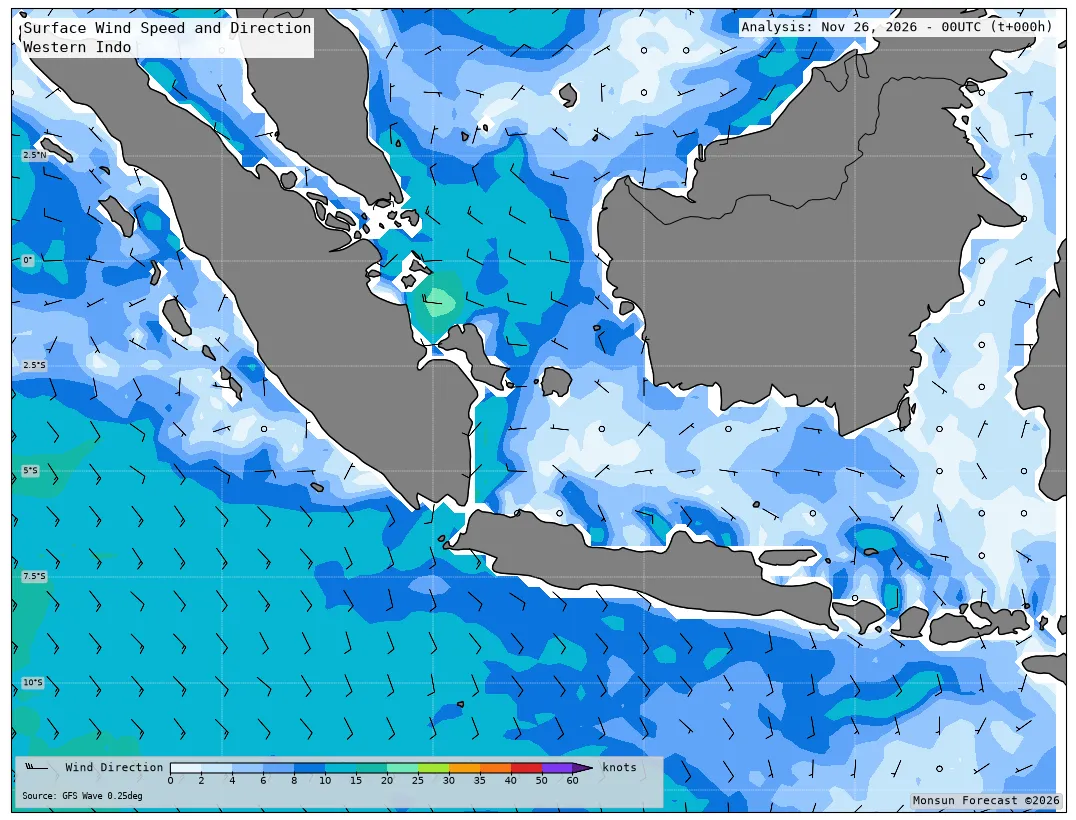 Surface Wind Speed and Direction
Western Indo
Analysis: Nov 26, 2026 - 00UTC (t+000h)
2.5°N
0°
2.5°S
5°S
7.5°S
10°S
Wind Direction
0 2 4 6 8 10 15 20 25 30 35 40 50 60
knots
Source: GFS Wave 0.25deg
Monsun Forecast ©2026